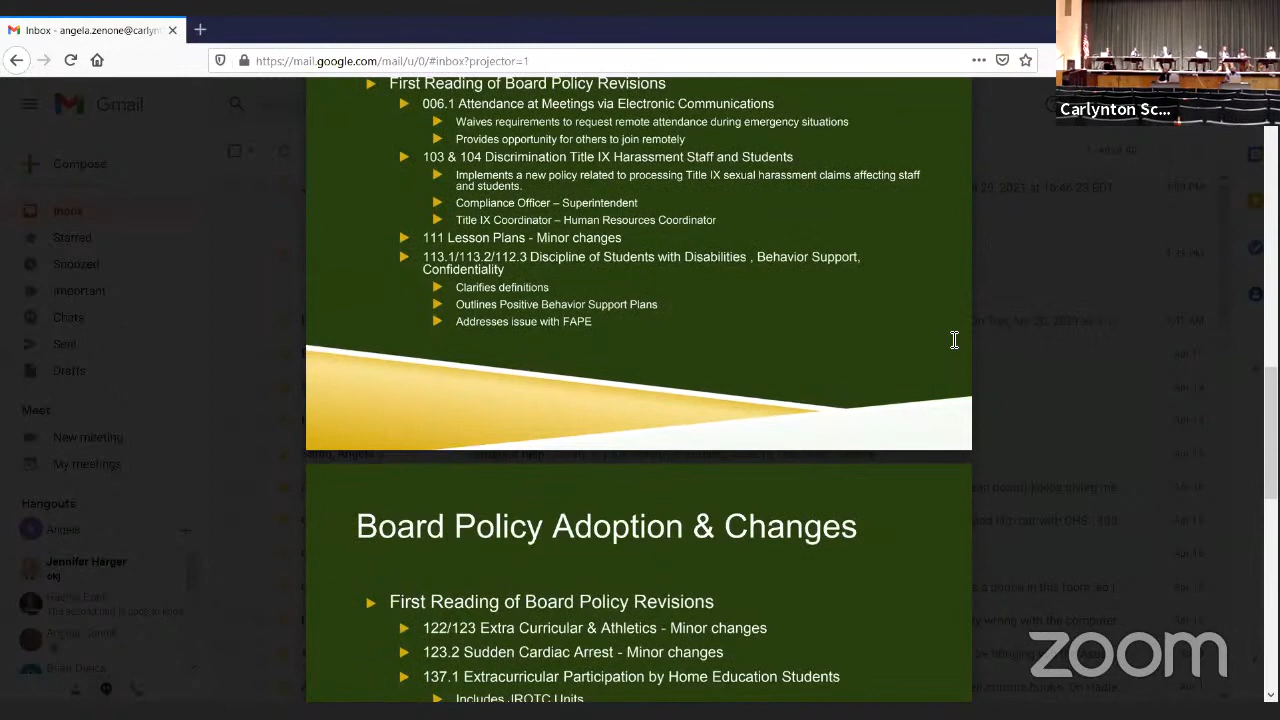 Inbox - angela.zenone@carlynt
https://mail.google.com/mail/u/0/#inbox?projector=1
Carlynton Sc...
Gmail
Compose
Inbox
Starred
Snoozed
Important
Chats
Sent
Drafts
Meet
New meeting
My meetings
Hangouts
Angela
Jennifer Harger
okj
First Reading of Board Policy Revisions
006.1 Attendance at Meetings via Electronic Communications
Waives requirements to request remote attendance during emergency situations
Provides opportunity for others to join remotely
103 & 104 Discrimination Title IX Harassment Staff and Students
Implements a new policy related to processing Title IX sexual harassment claims affecting staff
and students.
Compliance Officer – Superintendent
Title IX Coordinator – Human Resources Coordinator
111 Lesson Plans - Minor changes
113.1/113.2/112.3 Discipline of Students with Disabilities , Behavior Support,
Confidentiality
Clarifies definitions
Outlines Positive Behavior Support Plans
Addresses issue with FAPE
Board Policy Adoption & Changes
First Reading of Board Policy Revisions
122/123 Extra Curricular & Athletics - Minor changes
123.2 Sudden Cardiac Arrest - Minor changes
137.1 Extracurricular Participation by Home Education Students
Includes JROTC Units
zoom